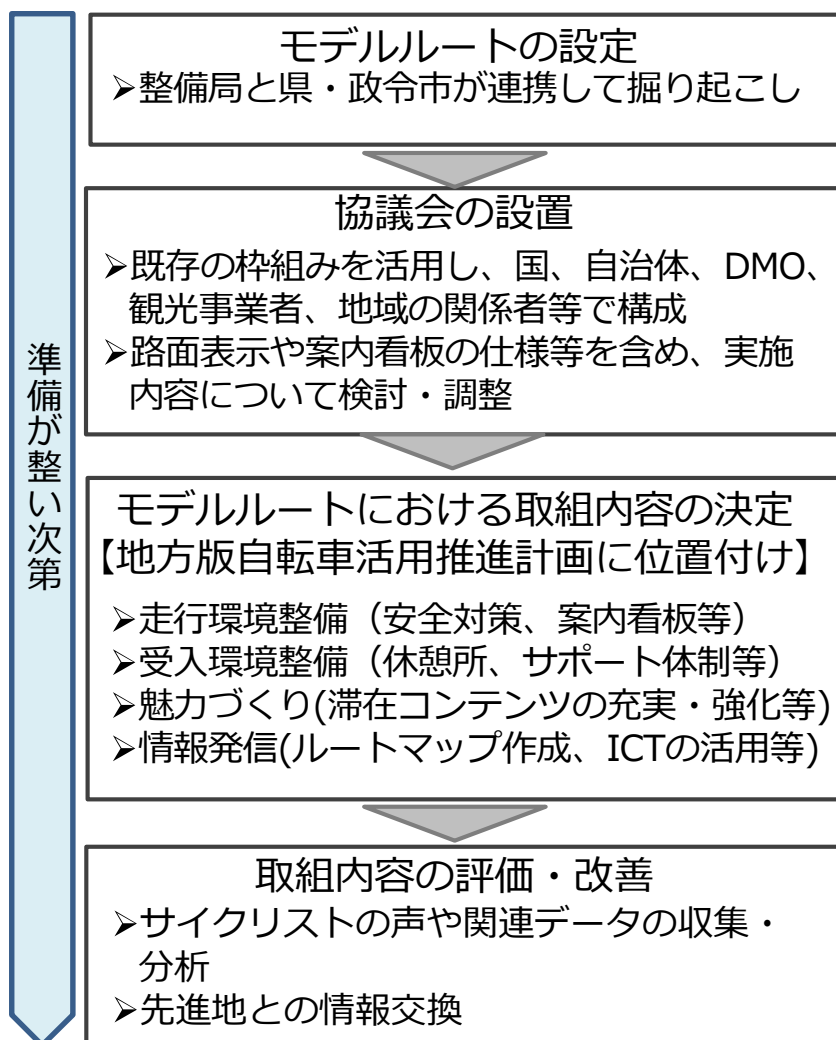 準備が整い次第
モデルルートの設定
➢整備局と県・政令市が連携して掘り起こし
協議会の設置
➢既存の枠組みを活用し、国、自治体、DMO、
観光事業者、地域の関係者等で構成
➢路面表示や案内看板の仕様等を含め、実施
内容について検討・調整
モデルルートにおける取組内容の決定
【地方版自転車活用推進計画に位置付け】
➢走行環境整備（安全対策、案内看板等）
➢受入環境整備（休憩所、サポート体制等）
➢魅力づくり(滞在コンテンツの充実・強化等)
➢情報発信(ルートマップ作成、ICTの活用等)
取組内容の評価・改善
➢サイクリストの声や関連データの収集・
分析
➢先進地との情報交換